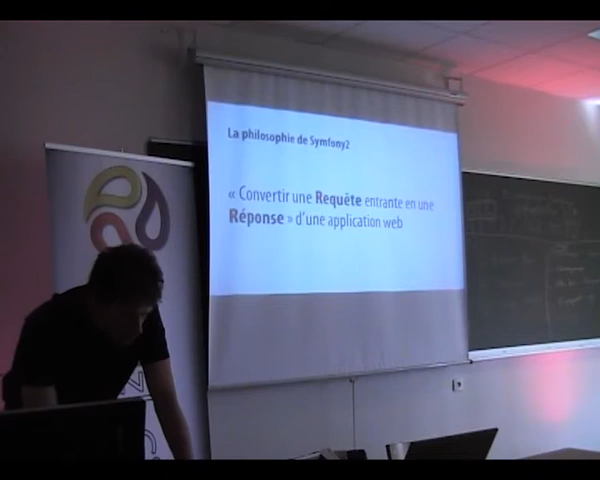 La philosophie de Symfony2
« Convertir une Requête entrante en une
Réponse » d'une application web